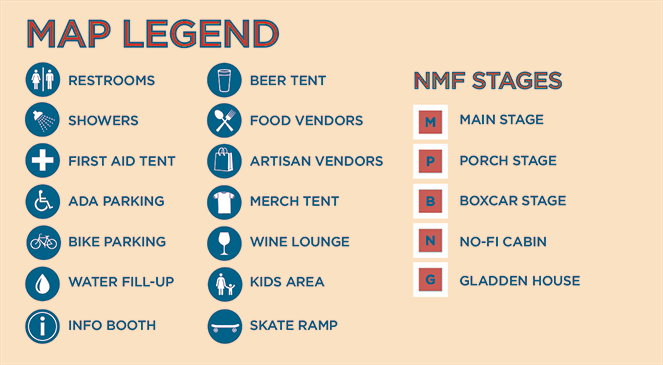 MAP LEGEND
RESTROOMS
SHOWERS
FIRST AID TENT
ADA PARKING
BIKE PARKING
WATER FILL-UP
i INFO BOOTH
BEER TENT
FOOD VENDORS
ARTISAN VENDORS
MERCH TENT
WINE LOUNGE
KIDS AREA
SKATE RAMP
NMF STAGES
M MAIN STAGE
P PORCH STAGE
B BOXCAR STAGE
N NO-FI CABIN
G GLADDEN HOUSE